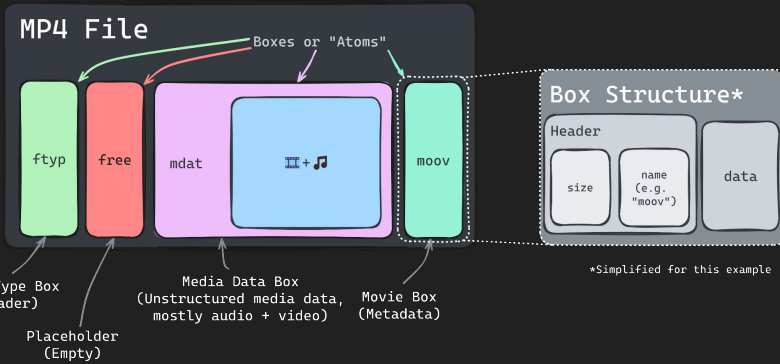 MP4 File
Boxes or "Atoms"
ftyp
free
mdat
+
moov
Box Structure*
Header
size
name
(e.g.
"moov")
data
*Simplified for this example
ype Box
ader)
Placeholder
(Empty)
Media Data Box
(Unstructured media data,
mostly audio + video)
Movie Box
(Metadata)